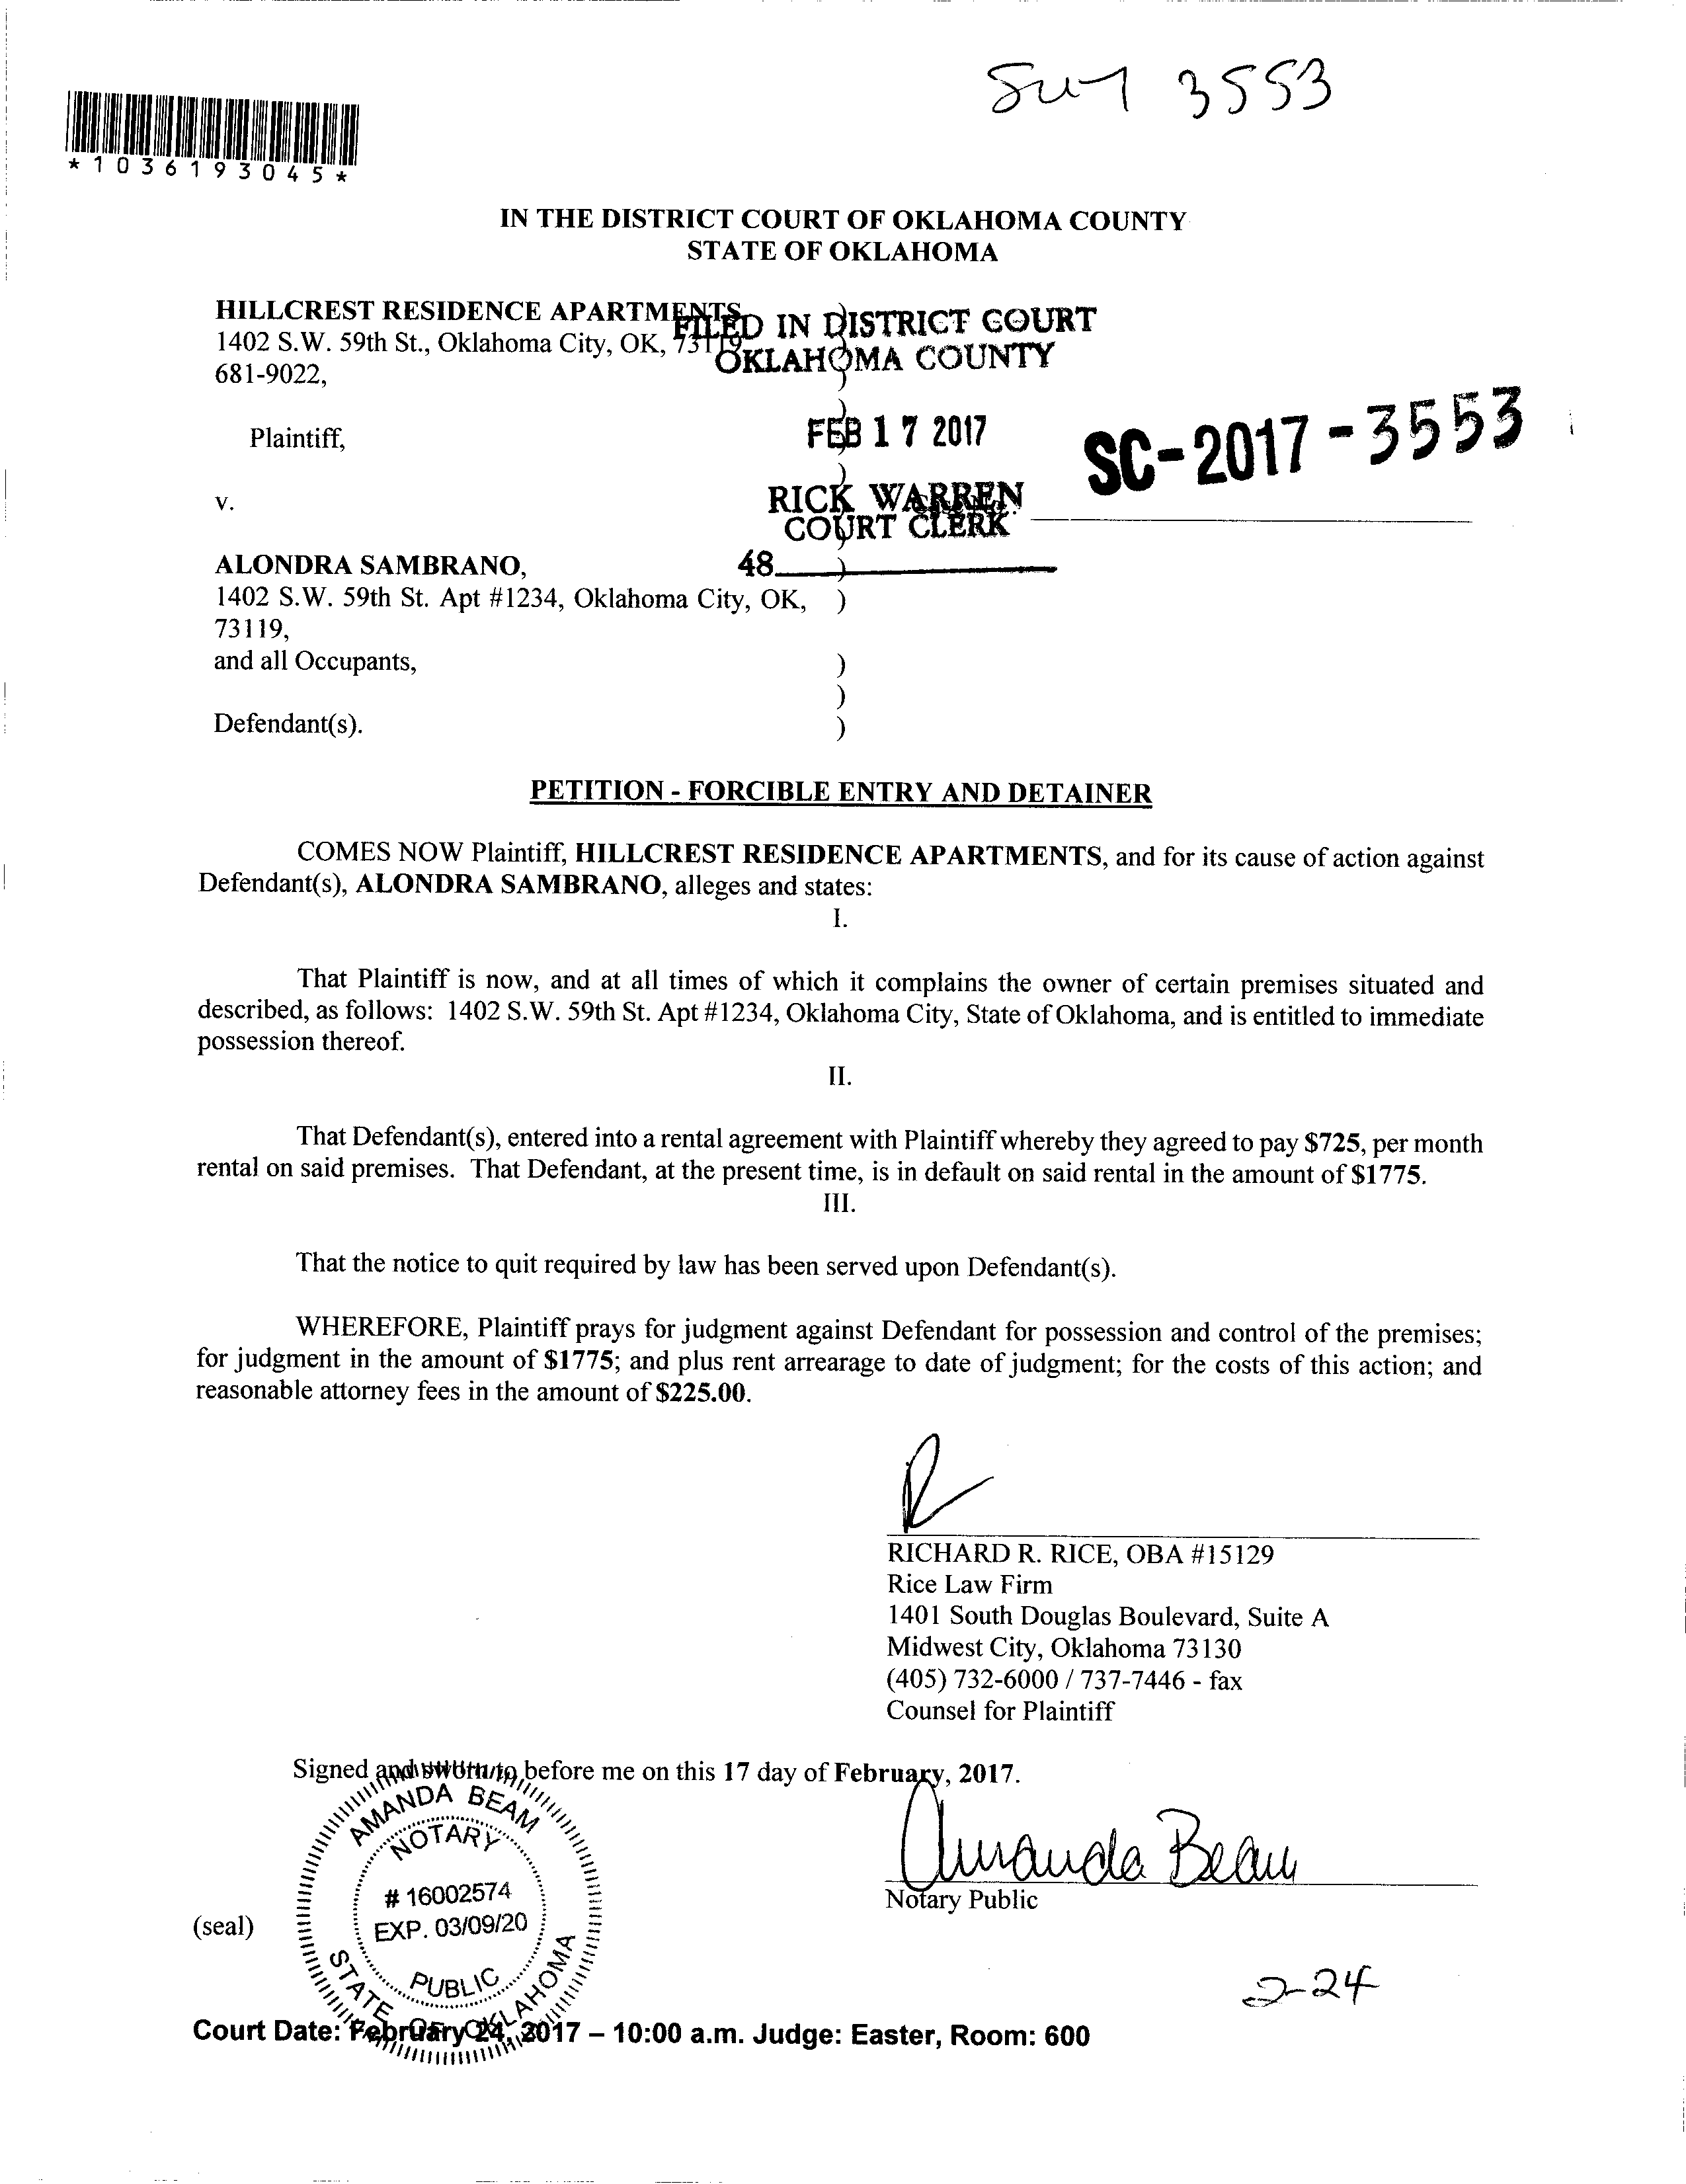 Sum 3553
*1036193045*
IN THE DISTRICT COURT OF OKLAHOMA COUNTY
STATE OF OKLAHOMA
HILLCREST RESIDENCE APARTMENTS
1402 S.W. 59th St., Oklahoma City, OK, 73119
681-9022,
FILED IN DISTRICT COURT
OKLAHOMA COUNTY
Plaintiff,
FEB 17 2017
SC-2017-3553
v.
RICK WARREN
COURT CLERK
48
ALONDRA SAMBRANO,
1402 S.W. 59th St. Apt #1234, Oklahoma City, OK, )
73119,
and all Occupants, )
)
Defendant(s). )
PETITION - FORCIBLE ENTRY AND DETAINER
COMES NOW Plaintiff, HILLCREST RESIDENCE APARTMENTS, and for its cause of action against
Defendant(s), ALONDRA SAMBRANO, alleges and states:
I.
That Plaintiff is now, and at all times of which it complains the owner of certain premises situated and
described, as follows: 1402 S.W. 59th St. Apt #1234, Oklahoma City, State of Oklahoma, and is entitled to immediate
possession thereof.
II.
That Defendant(s), entered into a rental agreement with Plaintiff whereby they agreed to pay $725, per month
rental on said premises. That Defendant, at the present time, is in default on said rental in the amount of $1775.
III.
That the notice to quit required by law has been served upon Defendant(s).
WHEREFORE, Plaintiff prays for judgment against Defendant for possession and control of the premises;
for judgment in the amount of $1775; and plus rent arrearage to date of judgment; for the costs of this action; and
reasonable attorney fees in the amount of $225.00.
RICHARD R. RICE, OBA #15129
Rice Law Firm
1401 South Douglas Boulevard, Suite A
Midwest City, Oklahoma 73130
(405) 732-6000 / 737-7446 - fax
Counsel for Plaintiff
Signed and sworn to before me on this 17 day of February, 2017.
AMANDA BEAM
NOTARY
# 16002574
EXP. 03/09/20
PUBLIC
STATE OF OKLAHOMA
Amanda Beam
Notary Public
(seal)
2-24
Court Date: February 24, 2017 – 10:00 a.m. Judge: Easter, Room: 600